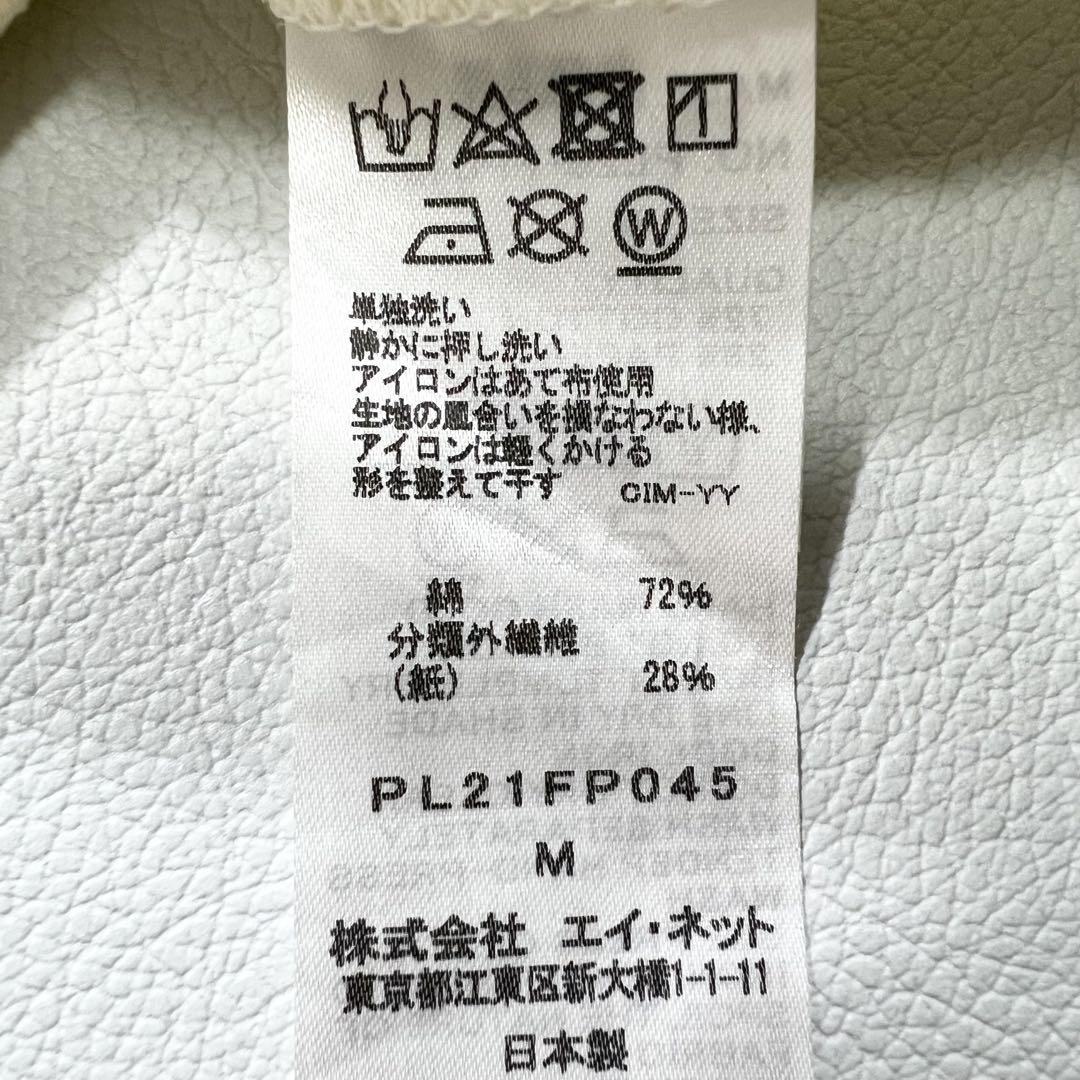 W
単独洗い
静かに押し洗い
アイロンはあて布使用
生地の風合いを損なわない様、
アイロンは軽くかける
形を整えて干す CIM-YY
綿 72%
分類外繊維
(紙) 28%
PL21FP045
M
株式会社 エイ・ネット
東京都江東区新大橋1-1-11
日本製